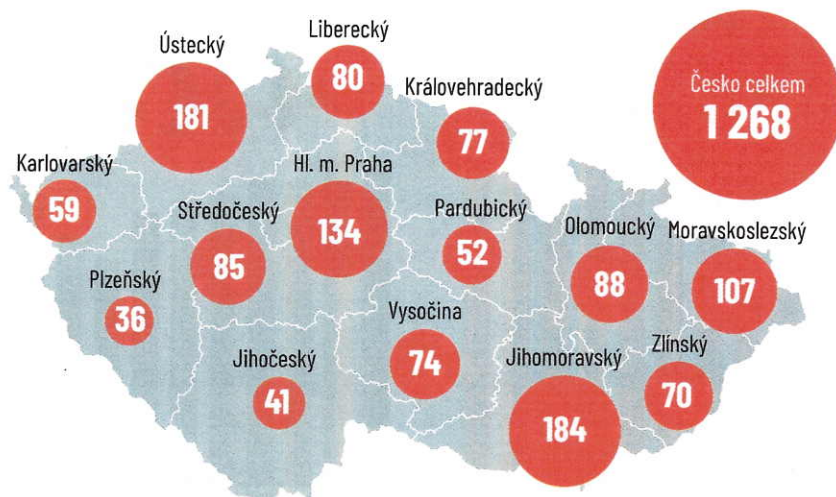 Liberecký
80
Ústecký
181
Královehradecký
77
Česko celkem
1 268
Karlovarský
59
Hl. m. Praha
134
Středočeský
85
Pardubický
52
Olomoucký
88
Moravskoslezský
107
Plzeňský
36
Vysočina
74
Jihočeský
41
Jihomoravský
184
Zlínský
70